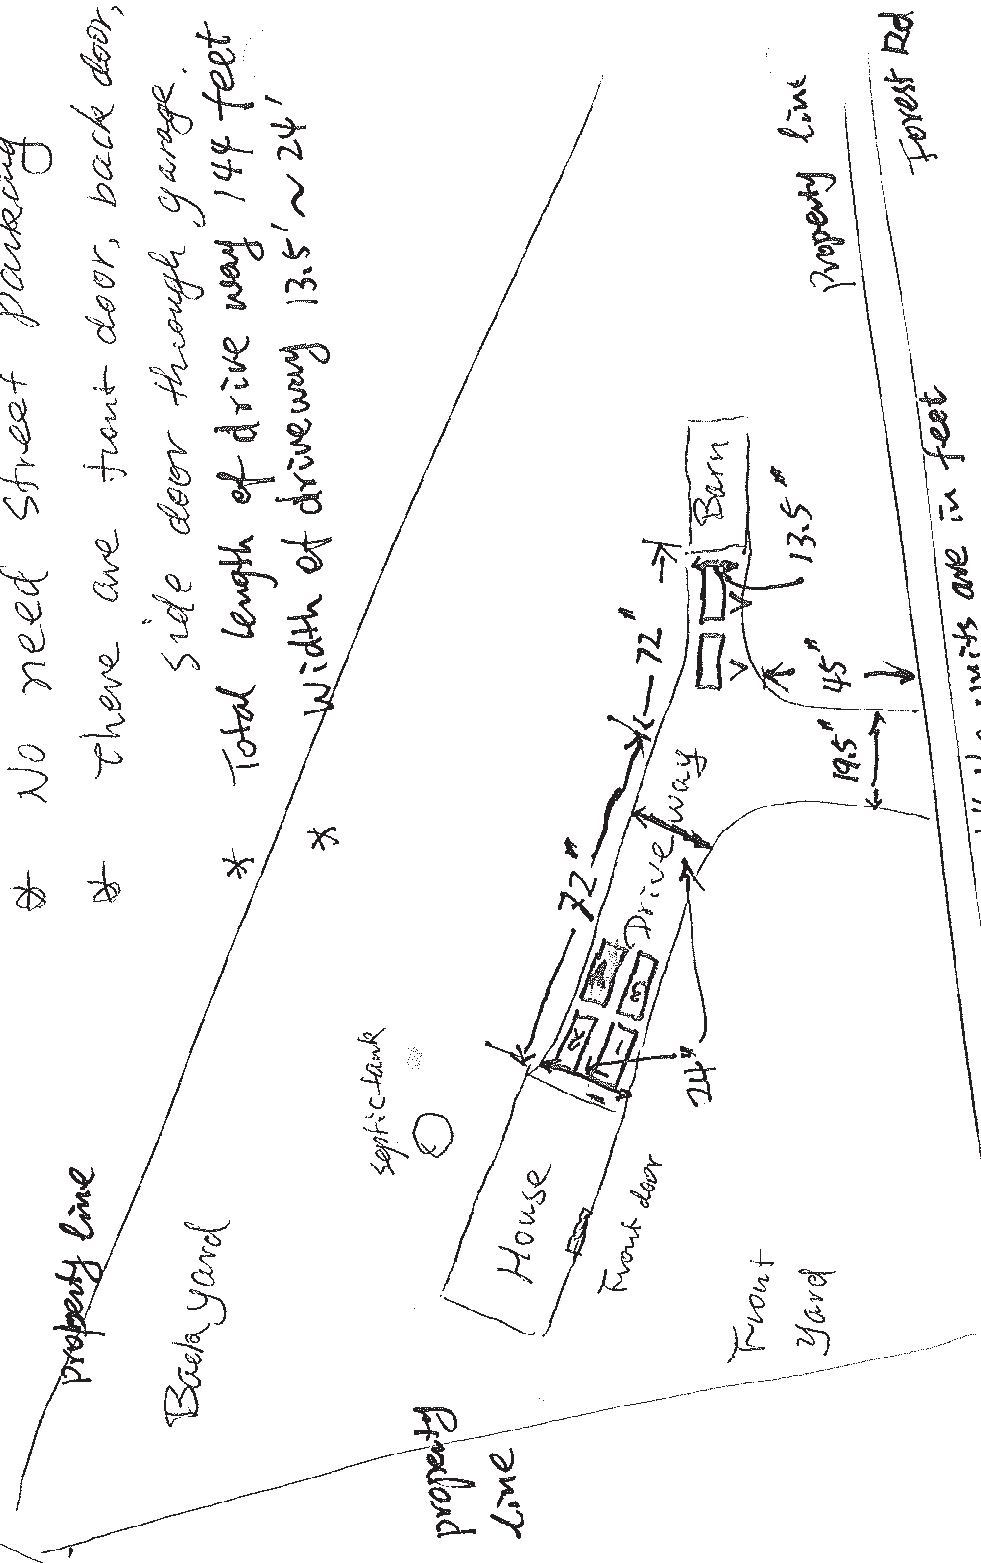 * No need street parking
* There are front door, back door,
side door through garage.
* Total length of drive way 144 feet
* Width of driveway 13.5' ~ 24'
property line
Back yard
septic tank
72"
72"
Barn
13.5"
45"
19.5"
Drive way
2
1
3
24"
House
Front door
Front
yard
property
line
property line
Forest Rd
units are in feet